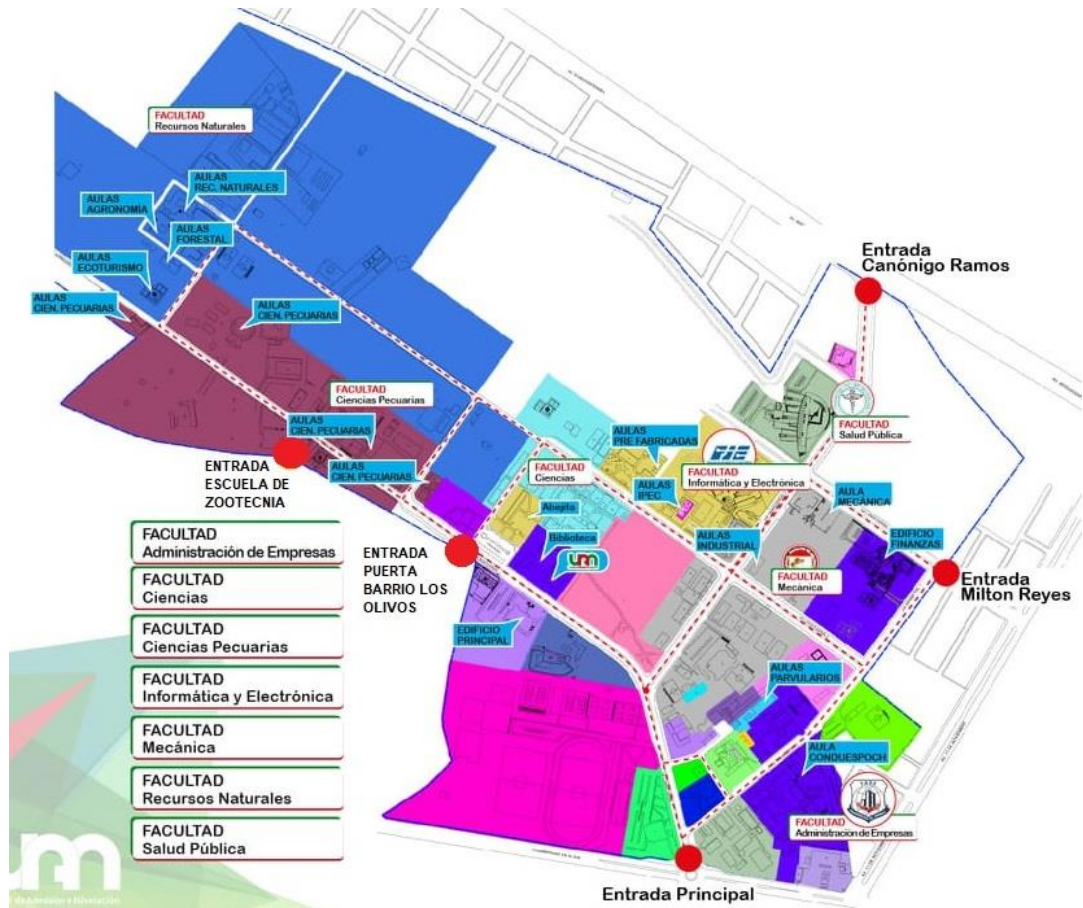 FACULTAD
Recursos Naturales
AULAS
REC. NATURALES
AULAS
AGRONOMÍA
AULAS
FORESTAL
AULAS
ECOTURISMO
AULAS
CIEN. PECUARIAS
AULAS
CIEN. PECUARIAS
Entrada
Canónigo Ramos
FACULTAD
Ciencias Pecuarias
AULAS
CIEN. PECUARIAS
AULAS
CIEN. PECUARIAS
ENTRADA
ESCUELA DE
ZOOTECNIA
AULAS
PRE FABRICADAS
FIE
FACULTAD
Salud Pública
FACULTAD
Ciencias
AULAS
IPEC
FACULTAD
Informática y Electrónica
AULA
MECÁNICA
Abejita
Biblioteca
AULAS
INDUSTRIAL
EDIFICIO
FINANZAS
FACULTAD
Mecánica
Entrada
Milton Reyes
ENTRADA
PUERTA
BARRIO LOS
OLIVOS
EDIFICIO
PRINCIPAL
AULAS
PARVULARIOS
AULA
CONDUESPOCH
FACULTAD
Administración de Empresas
Entrada Principal
FACULTAD
Administración de Empresas
FACULTAD
Ciencias
FACULTAD
Ciencias Pecuarias
FACULTAD
Informática y Electrónica
FACULTAD
Mecánica
FACULTAD
Recursos Naturales
FACULTAD
Salud Pública
de Admisión y Nivelación